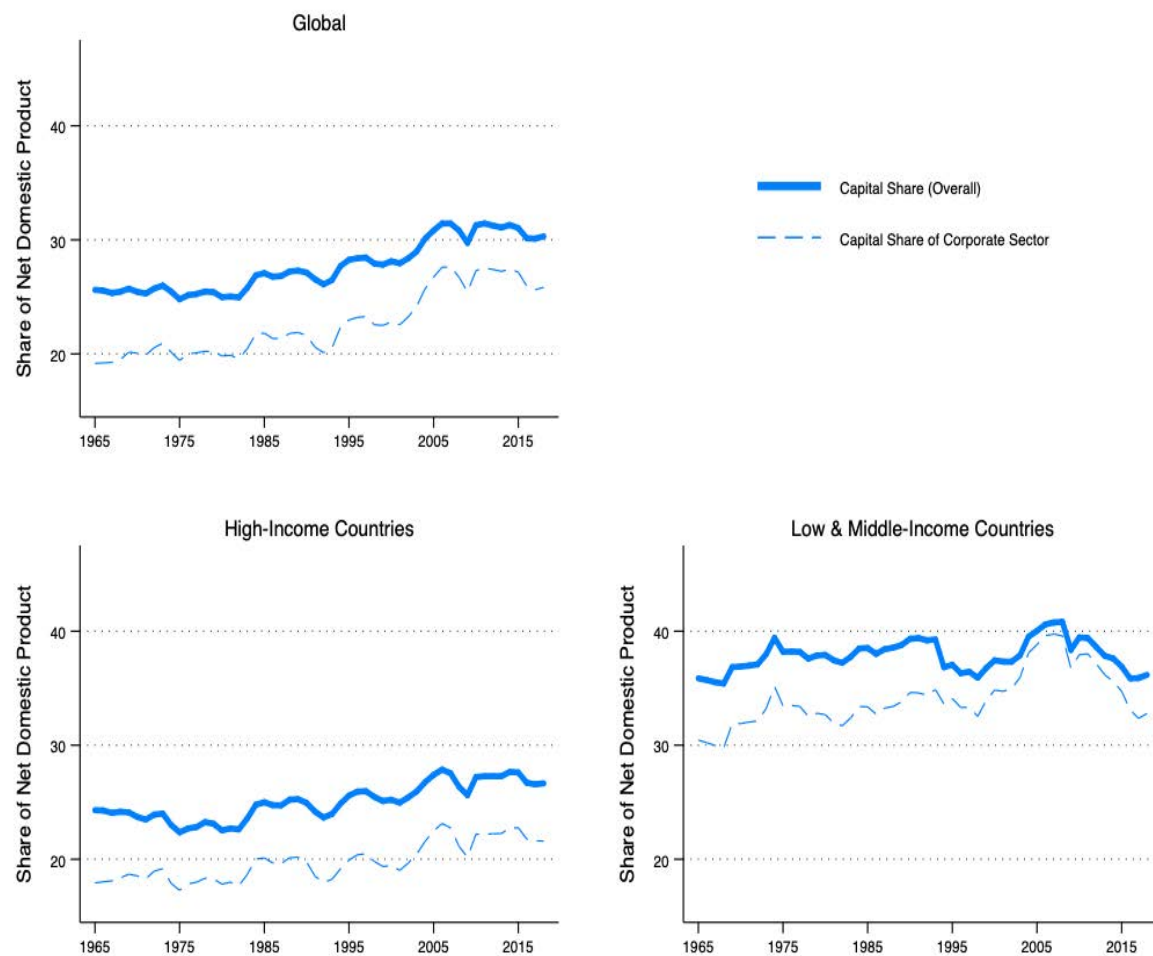 Global
Share of Net Domestic Product
40
30
20
1965 1975 1985 1995 2005 2015
Capital Share (Overall)
Capital Share of Corporate Sector
High-Income Countries
Share of Net Domestic Product
40
30
20
1965 1975 1985 1995 2005 2015
Low & Middle-Income Countries
Share of Net Domestic Product
40
30
20
1965 1975 1985 1995 2005 2015